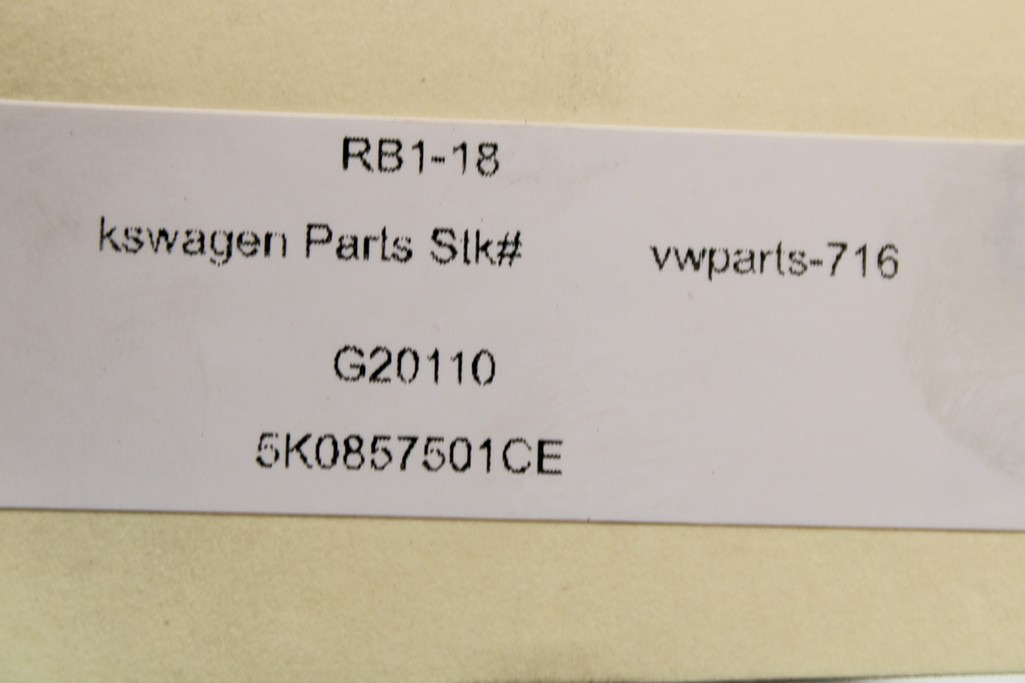 RB1-18
kswagen Parts Stk# vwparts-716
G20110
5K0857501CE